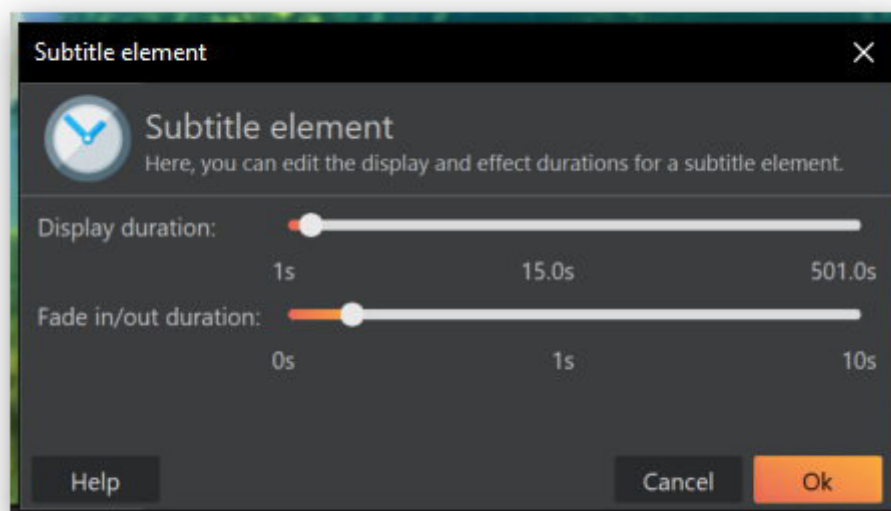 Subtitle element
Subtitle element
Here, you can edit the display and effect durations for a subtitle element.
Display duration:
1s 15.0s 501.0s
Fade in/out duration:
0s 1s 10s
Help Cancel Ok